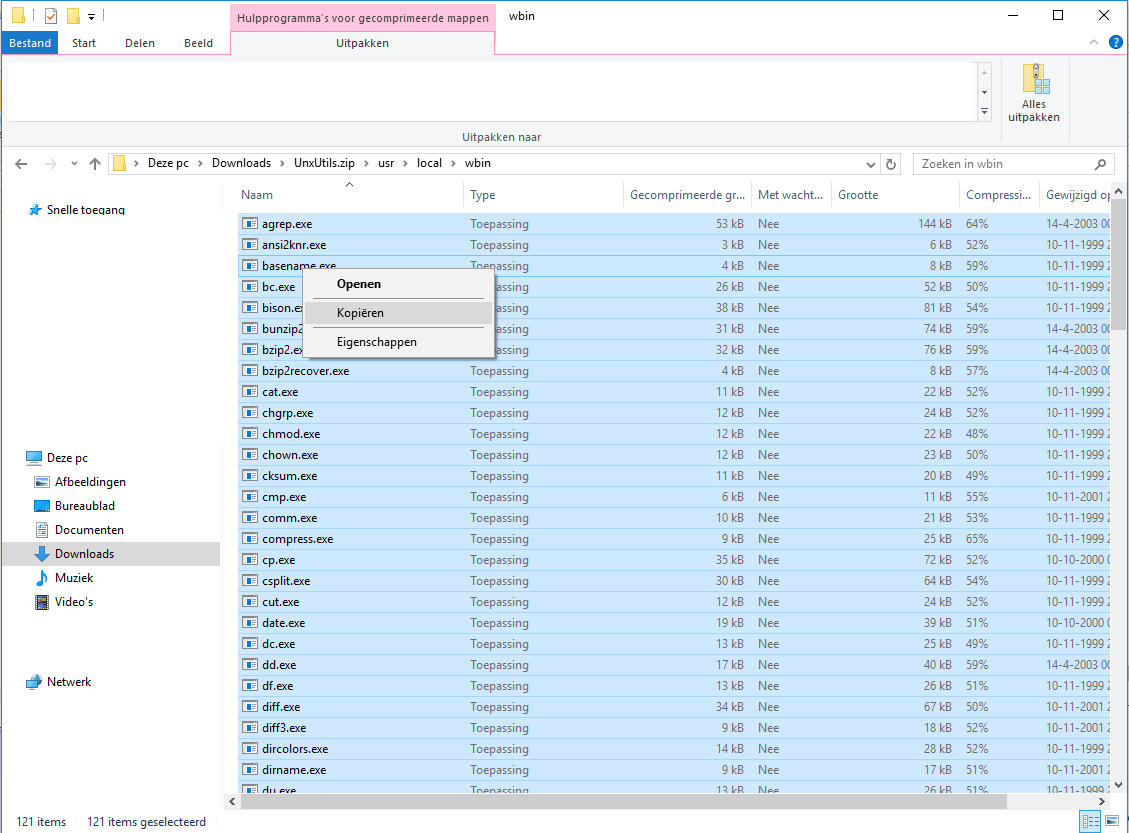 Hulpprogramma's voor gecomprimeerde mappen wbin
Bestand Start Delen Beeld Uitpakken
Alles
uitpakken
Uitpakken naar
Deze pc Downloads UnxUtils.zip usr local wbin Zoeken in wbin
Naam Type Gecomprimeerde gr... Met wacht... Grootte Compressi... Gewijzigd op
Snelle toegang
Deze pc
Afbeeldingen
Bureaublad
Documenten
Downloads
Muziek
Video's
Netwerk
agrep.exe Toepassing 53 kB Nee 144 kB 64% 14-4-2003 00
ansi2knr.exe Toepassing 3 kB Nee 6 kB 52% 10-11-1999 2
basename.exe Toepassing 4 kB Nee 8 kB 59% 10-11-1999 2
bc.exe 26 kB Nee 52 kB 50% 10-11-1999 2
bison.ex 38 kB Nee 81 kB 54% 10-11-1999 2
bunzip2 31 kB Nee 74 kB 59% 14-4-2003 00
bzip2.ex 32 kB Nee 76 kB 59% 14-4-2003 00
Openen
Kopiëren
Eigenschappen
bzip2recover.exe Toepassing 4 kB Nee 8 kB 57% 14-4-2003 00
cat.exe Toepassing 11 kB Nee 22 kB 52% 10-11-1999 2
chgrp.exe Toepassing 12 kB Nee 24 kB 52% 10-11-1999 2
chmod.exe Toepassing 12 kB Nee 22 kB 48% 10-11-1999 2
chown.exe Toepassing 12 kB Nee 23 kB 50% 10-11-1999 2
cksum.exe Toepassing 11 kB Nee 20 kB 49% 10-11-1999 2
cmp.exe Toepassing 6 kB Nee 11 kB 55% 10-11-2001 2
comm.exe Toepassing 10 kB Nee 21 kB 53% 10-11-1999 2
compress.exe Toepassing 9 kB Nee 25 kB 65% 10-11-1999 2
cp.exe Toepassing 35 kB Nee 72 kB 52% 10-10-2000 0
csplit.exe Toepassing 30 kB Nee 64 kB 54% 10-11-1999 2
cut.exe Toepassing 12 kB Nee 24 kB 52% 10-11-1999 2
date.exe Toepassing 19 kB Nee 39 kB 51% 10-10-2000 0
dc.exe Toepassing 13 kB Nee 25 kB 49% 10-11-1999 2
dd.exe Toepassing 17 kB Nee 40 kB 59% 14-4-2003 00
df.exe Toepassing 13 kB Nee 26 kB 51% 10-11-1999 2
diff.exe Toepassing 34 kB Nee 67 kB 50% 10-11-2001 2
diff3.exe Toepassing 9 kB Nee 18 kB 52% 10-11-2001 2
dircolors.exe Toepassing 14 kB Nee 28 kB 52% 10-11-1999 2
dirname.exe Toepassing 9 kB Nee 17 kB 51% 10-11-1999 2
du.exe Toepassing 12 kB Nee 26 kB 51% 10-11-1999 2
121 items 121 items geselecteerd